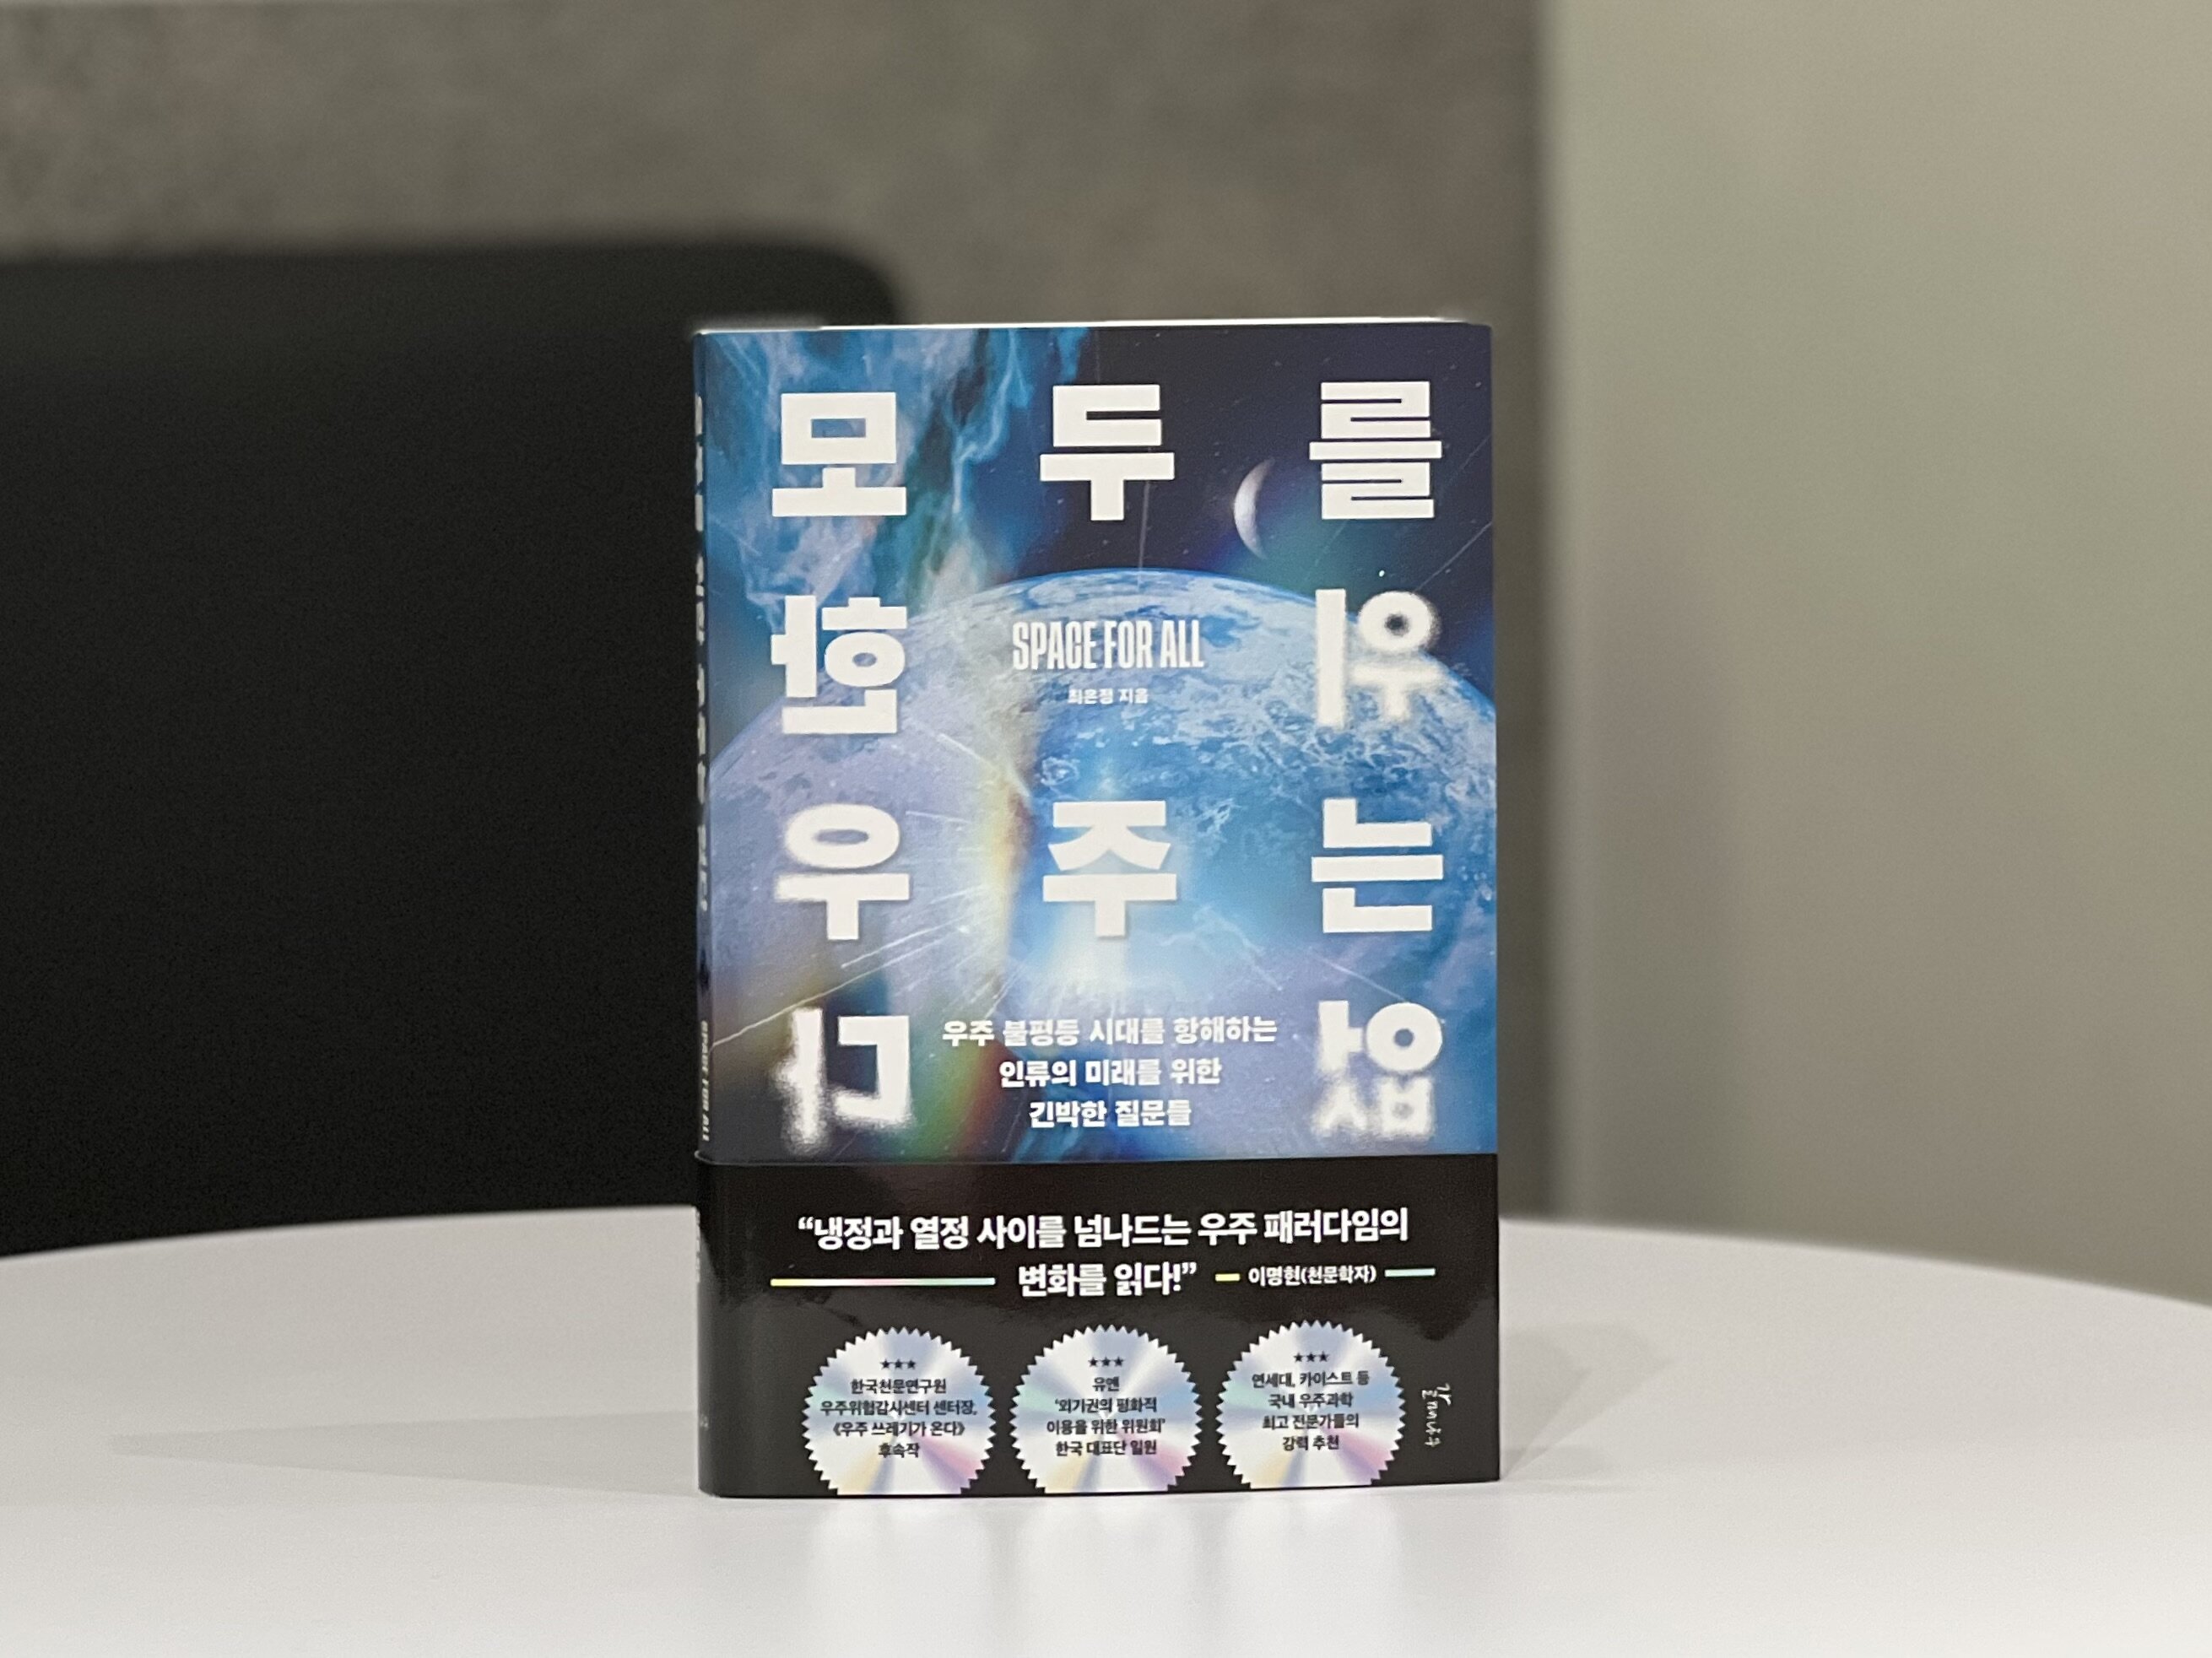 모 두 를
위 한
SPACE FOR ALL
최은정 지음
우 주 는
없 다
우주 불평등 시대를 항해하는
인류의 미래를 위한
긴박한 질문들
“냉정과 열정 사이를 넘나드는 우주 패러다임의
변화를 읽다!” – 이명현(천문학자)
★★★
한국천문연구원
우주위험감시센터 센터장,
《우주 쓰레기가 온다》
후속작
★★★
유엔
‘외기권의 평화적
이용을 위한 위원회’
한국 대표단 일원
★★★
연세대, 카이스트 등
국내 우주과학
최고 전문가들의
강력 추천
갈매나무
SPACE FOR ALL